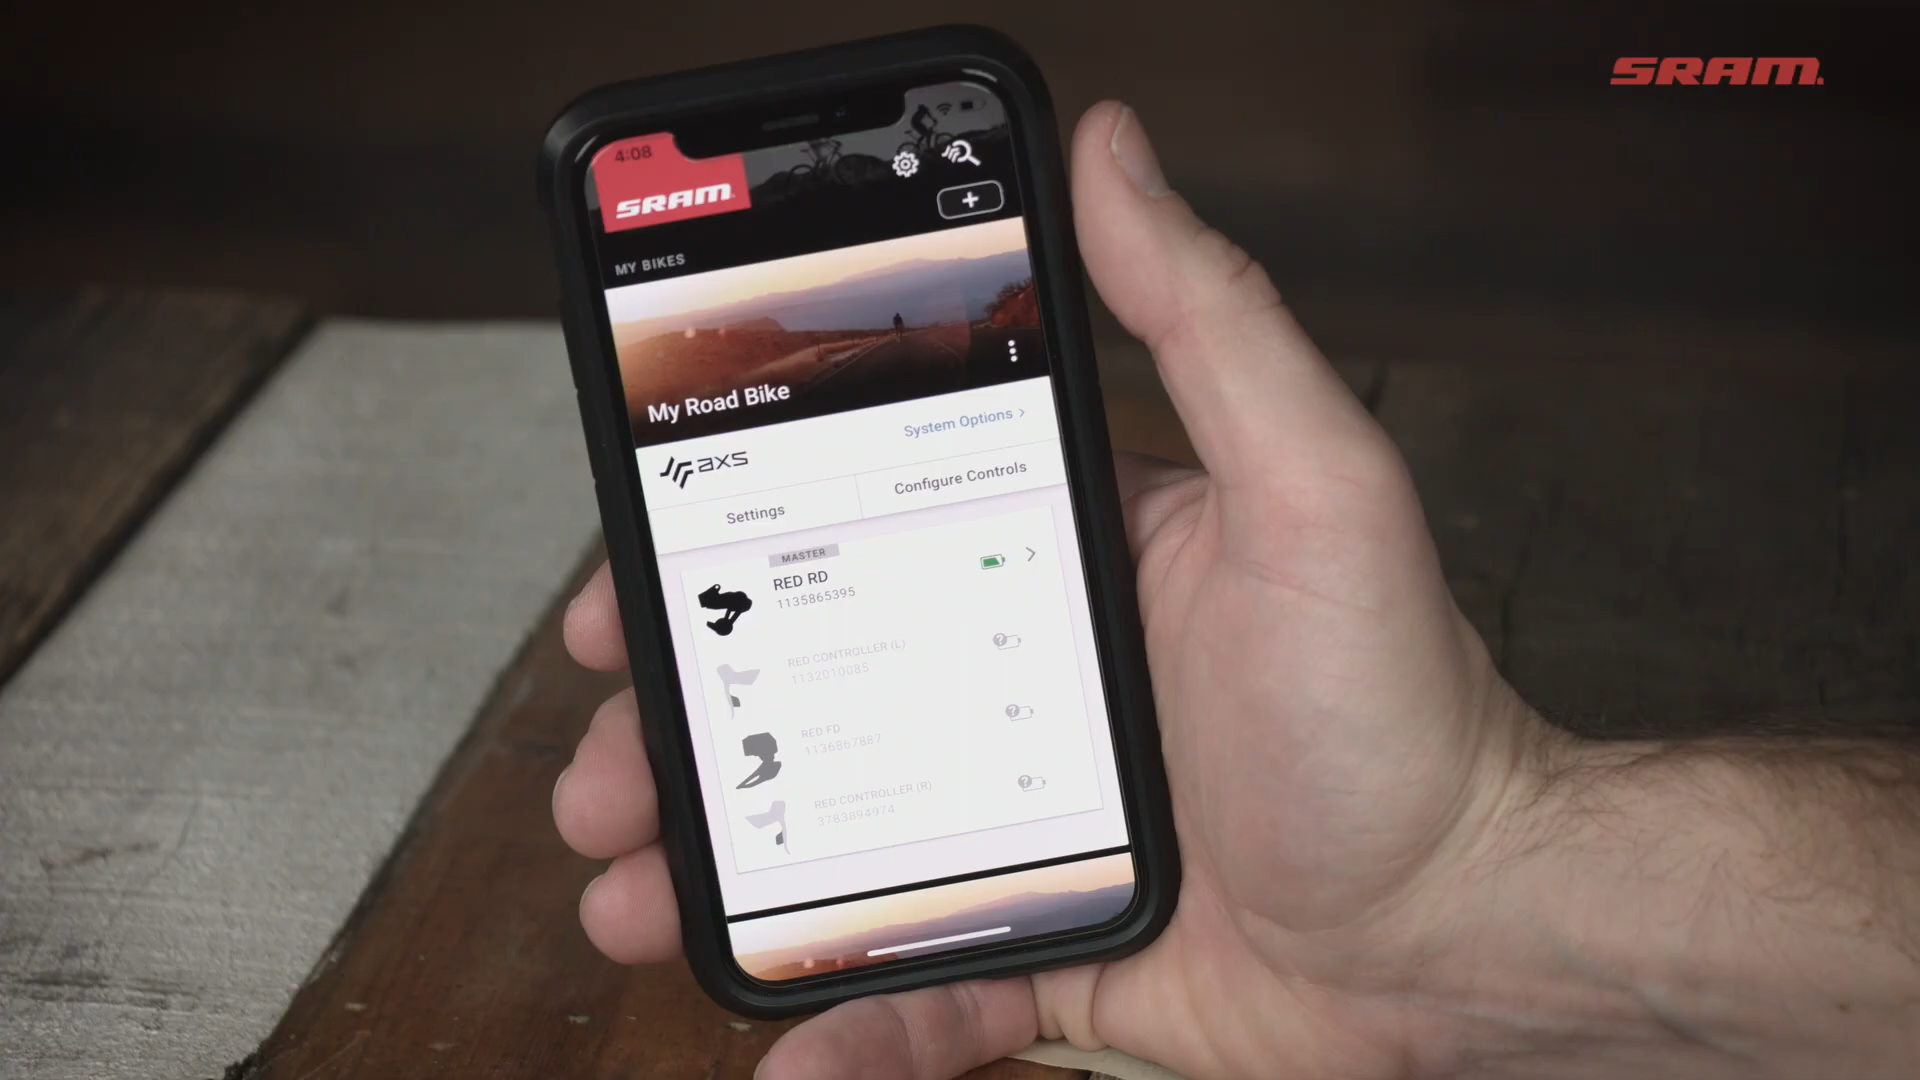 SRAM.
4:08
SRAM
MY BIKES
My Road Bike
System Options >
axs
Settings
Configure Controls
MASTER
RED RD
1135865395
RED CONTROLLER (L)
1132010085
RED FD
1136867887
RED CONTROLLER (R)
3783894974